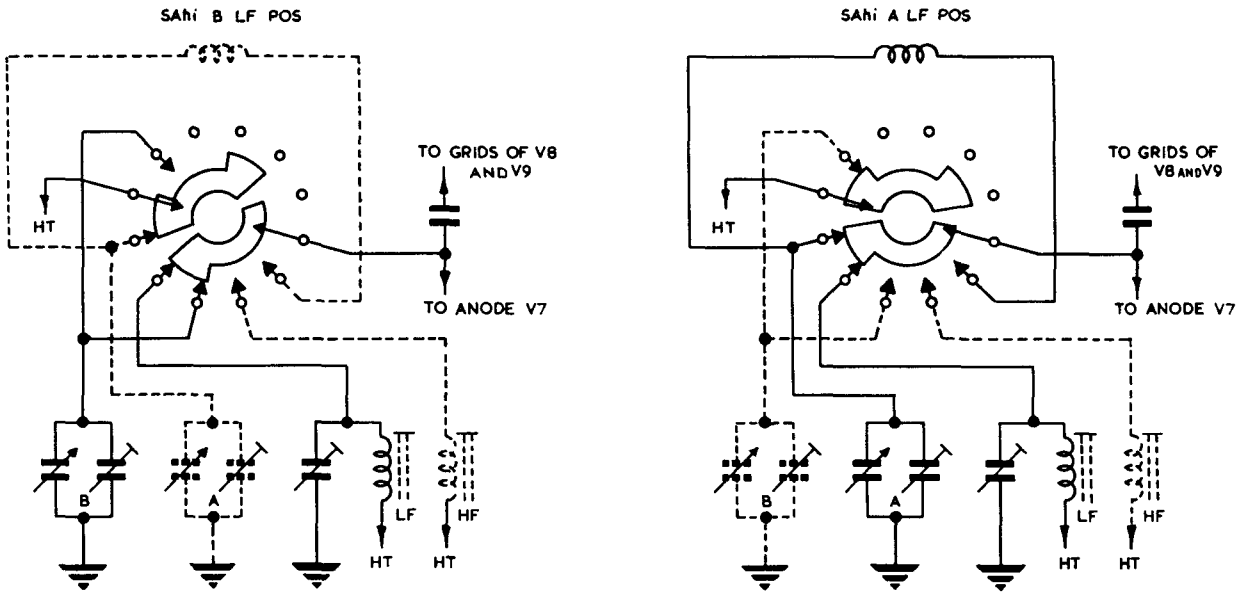 SAhi B LF POS
TO GRIDS OF V8
AND V9
HT
TO ANODE V7
B
A
LF
HF
HT
HT
SAhi A LF POS
TO GRIDS OF
V8 AND V9
HT
TO ANODE V7
B
A
LF
HF
HT
HT